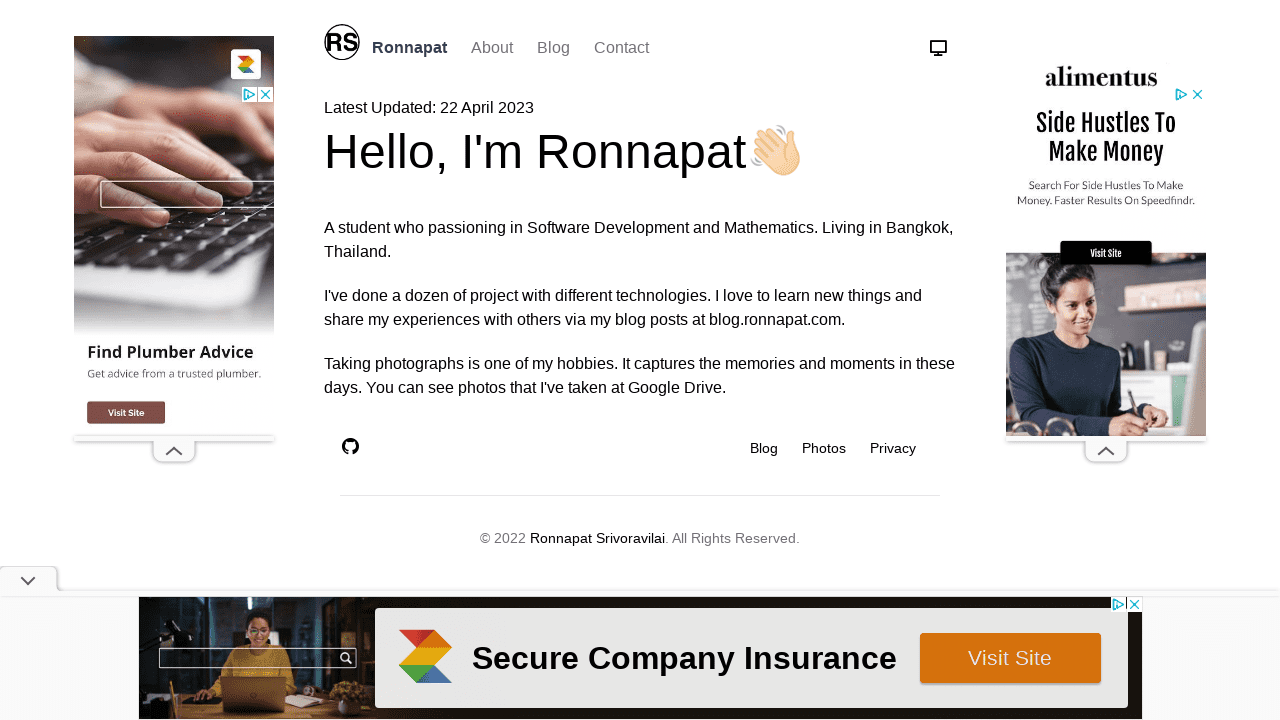 RS Ronnapat About Blog Contact
Latest Updated: 22 April 2023
Hello, I'm Ronnapat
A student who passioning in Software Development and Mathematics. Living in Bangkok,
Thailand.
I've done a dozen of project with different technologies. I love to learn new things and
share my experiences with others via my blog posts at blog.ronnapat.com.
Taking photographs is one of my hobbies. It captures the memories and moments in these
days. You can see photos that I've taken at Google Drive.
Blog Photos Privacy
© 2022 Ronnapat Srivoravilai. All Rights Reserved.
Find Plumber Advice
Get advice from a trusted plumber.
Visit Site
alimentus
Side Hustles To
Make Money
Search For Side Hustles To Make
Money. Faster Results On Speedfindr.
Visit Site
Secure Company Insurance
Visit Site